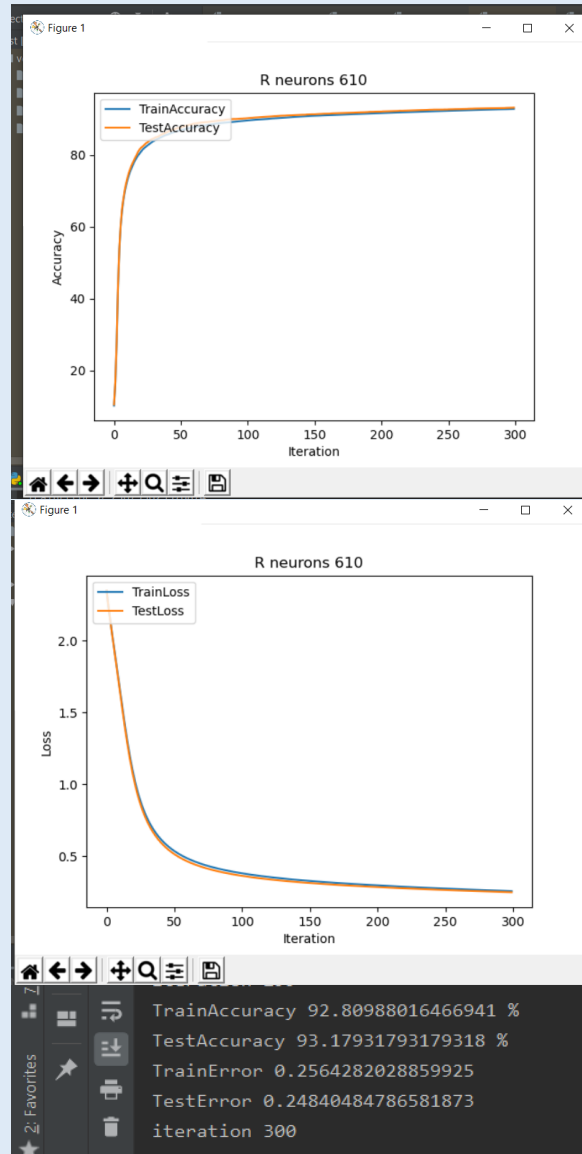 Figure 1
R neurons 610
TrainAccuracy
TestAccuracy
80
60
40
20
Accuracy
0 50 100 150 200 250 300
Iteration
Figure 1
R neurons 610
TrainLoss
TestLoss
2.0
1.5
1.0
0.5
Loss
0 50 100 150 200 250 300
Iteration
TrainAccuracy 92.80988016466941 %
TestAccuracy 93.17931793179318 %
TrainError 0.2564282028859925
TestError 0.24840484786581873
iteration 300
2: Favorites